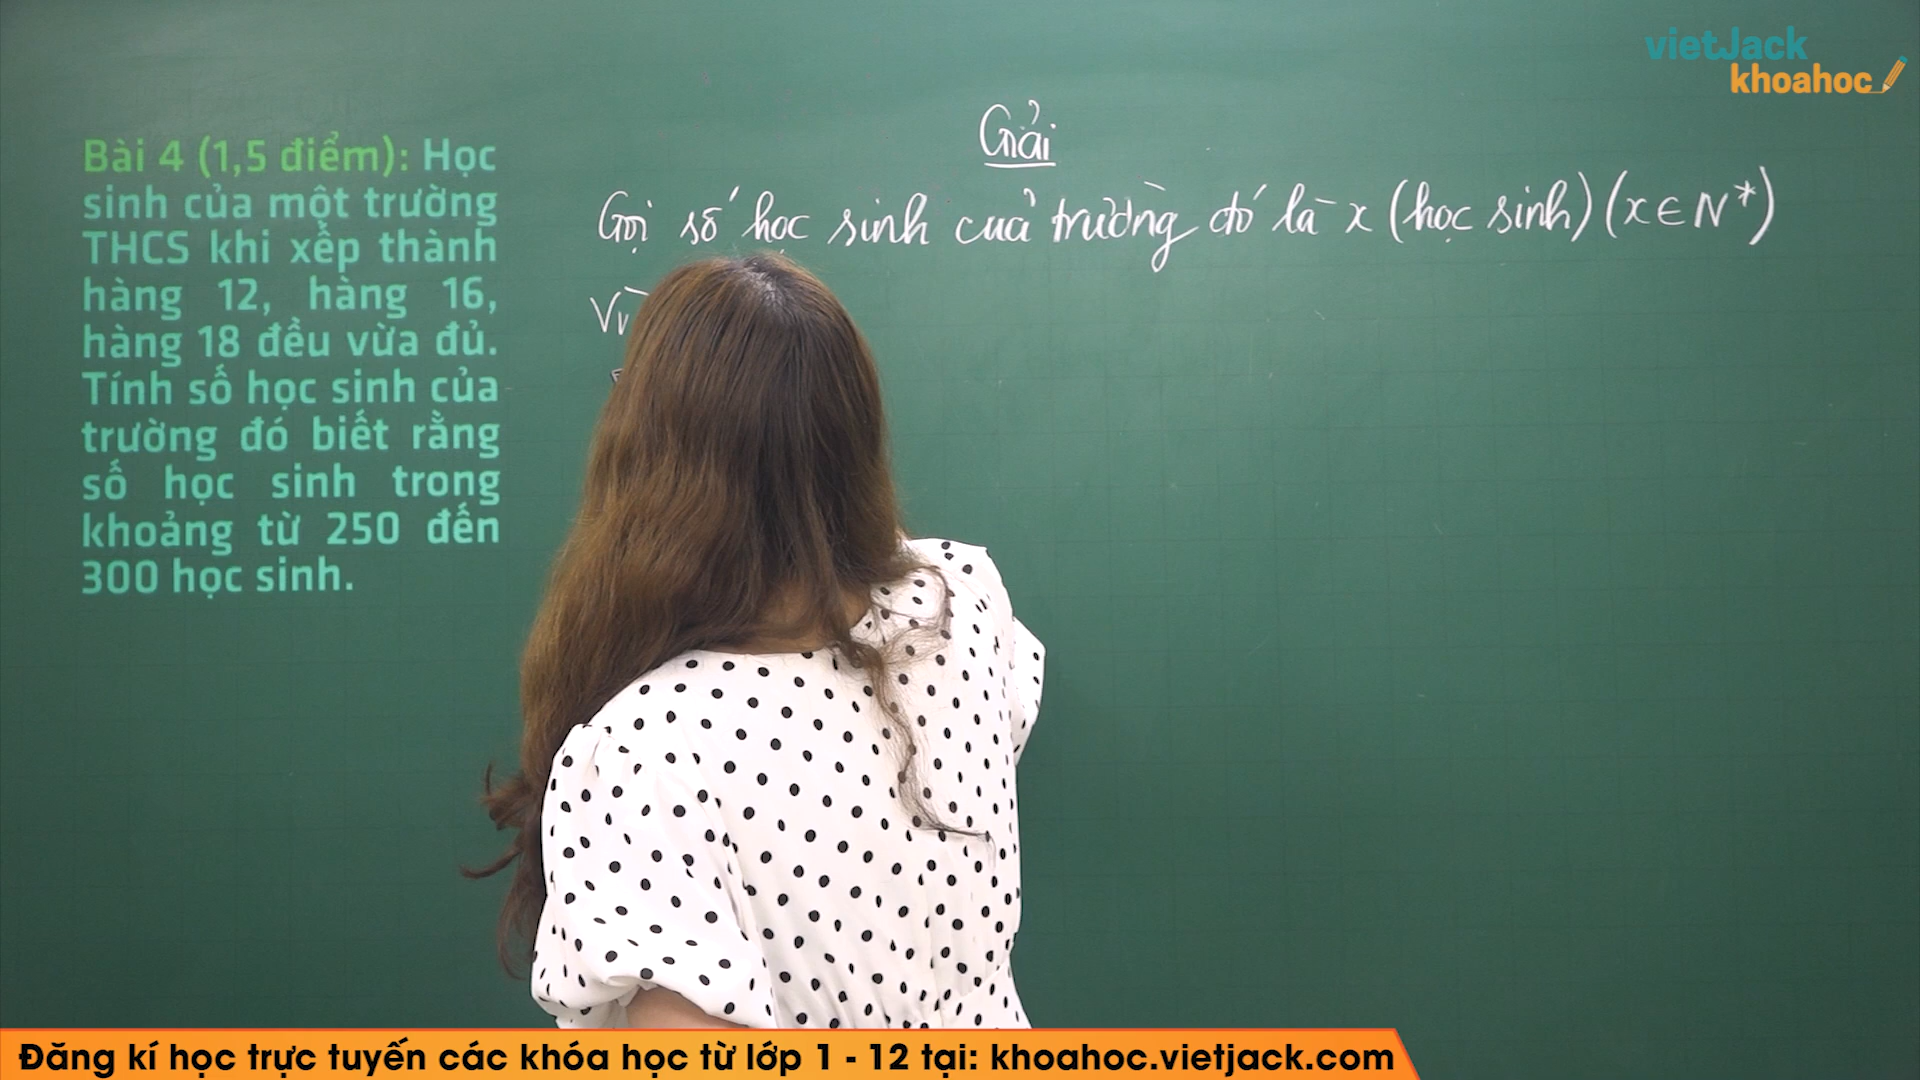 vietJack
khoahoc
Bài 4 (1,5 điểm): Học
sinh của một trường
THCS khi xếp thành
hàng 12, hàng 16,
hàng 18 đều vừa đủ.
Tính số học sinh của
trường đó biết rằng
số học sinh trong
khoảng từ 250 đến
300 học sinh.
Giải
Gọi số học sinh của trường đó là x (học sinh) (x ∈ N*)
Đăng kí học trực tuyến các khóa học từ lớp 1 - 12 tại: khoahoc.vietjack.com